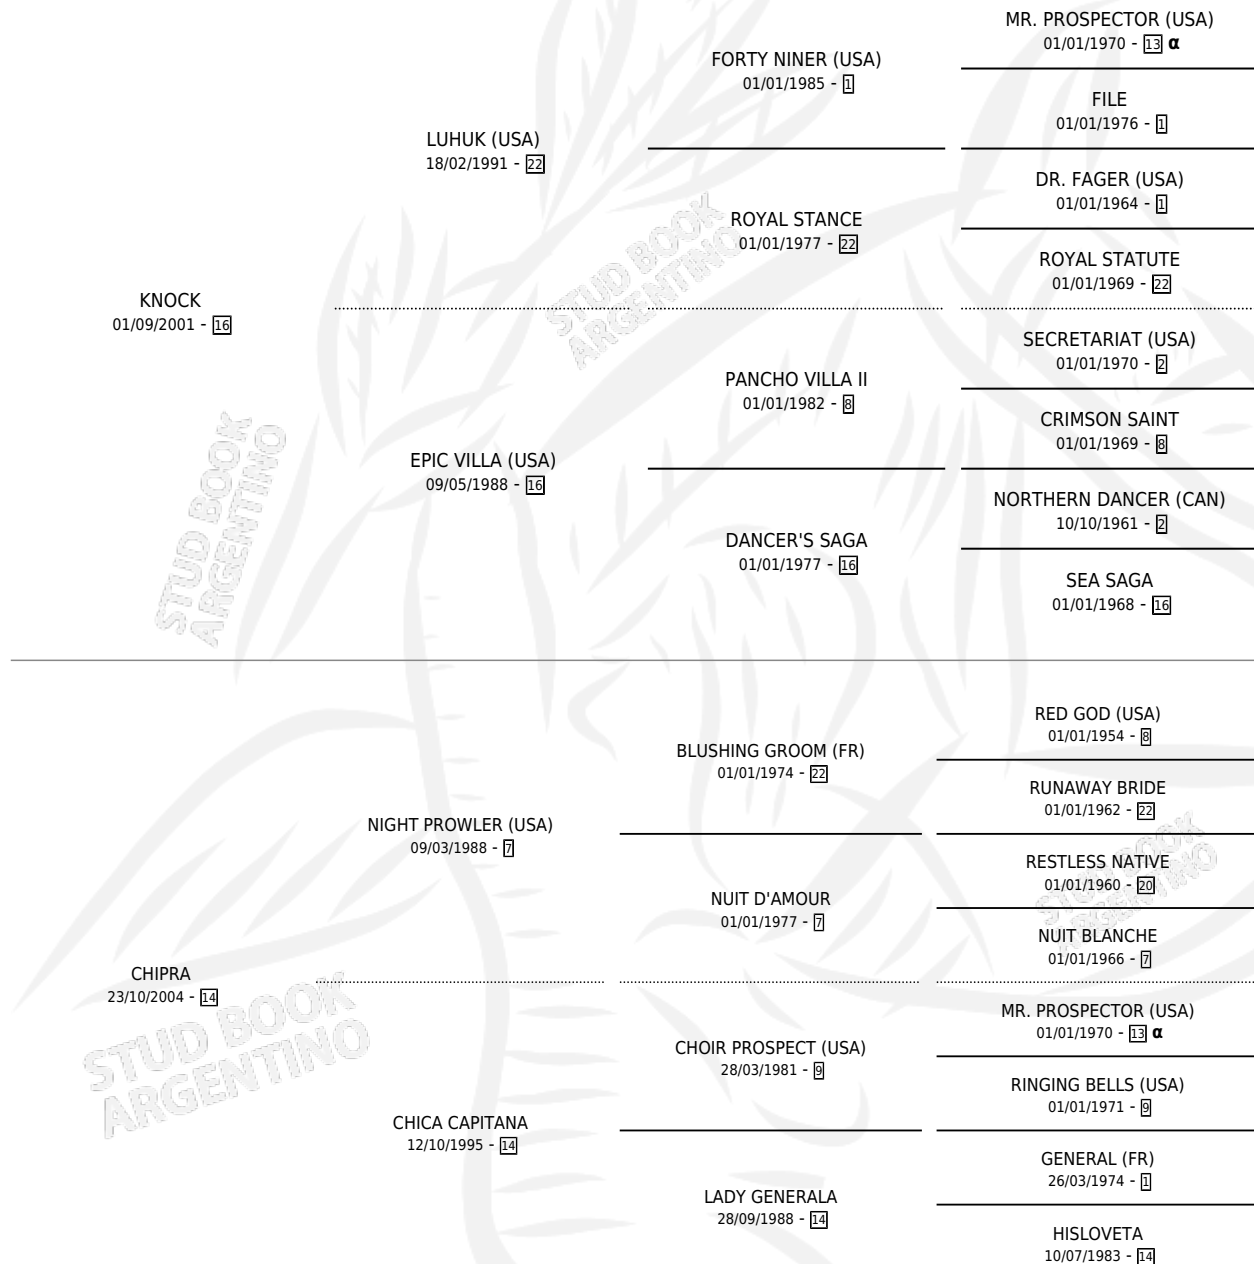 MR. PROSPECTOR (USA)
01/01/1970 - 13 α
FORTY NINER (USA)
01/01/1985 - 1
FILE
01/01/1976 - 1
LUHUK (USA)
18/02/1991 - 22
DR. FAGER (USA)
01/01/1964 - 1
ROYAL STANCE
01/01/1977 - 22
ROYAL STATUTE
01/01/1969 - 22
KNOCK
01/09/2001 - 16
SECRETARIAT (USA)
01/01/1970 - 2
PANCHO VILLA II
01/01/1982 - 8
CRIMSON SAINT
01/01/1969 - 8
EPIC VILLA (USA)
09/05/1988 - 16
NORTHERN DANCER (CAN)
10/10/1961 - 2
DANCER'S SAGA
01/01/1977 - 16
SEA SAGA
01/01/1968 - 16
RED GOD (USA)
01/01/1954 - 8
BLUSHING GROOM (FR)
01/01/1974 - 22
RUNAWAY BRIDE
01/01/1962 - 22
NIGHT PROWLER (USA)
09/03/1988 - 7
RESTLESS NATIVE
01/01/1960 - 20
NUIT D'AMOUR
01/01/1977 - 7
NUIT BLANCHE
01/01/1966 - 7
CHIPRA
23/10/2004 - 14
MR. PROSPECTOR (USA)
01/01/1970 - 13 α
CHOIR PROSPECT (USA)
28/03/1981 - 9
RINGING BELLS (USA)
01/01/1971 - 9
CHICA CAPITANA
12/10/1995 - 14
GENERAL (FR)
26/03/1974 - 1
LADY GENERALA
28/09/1988 - 14
HISLOVETA
10/07/1983 - 14
STUD BOOK
ARGENTINO
STUD BOOK
ARGENTINO
STUD BOOK
ARGENTINO
STUD BOOK
ARGENTINO